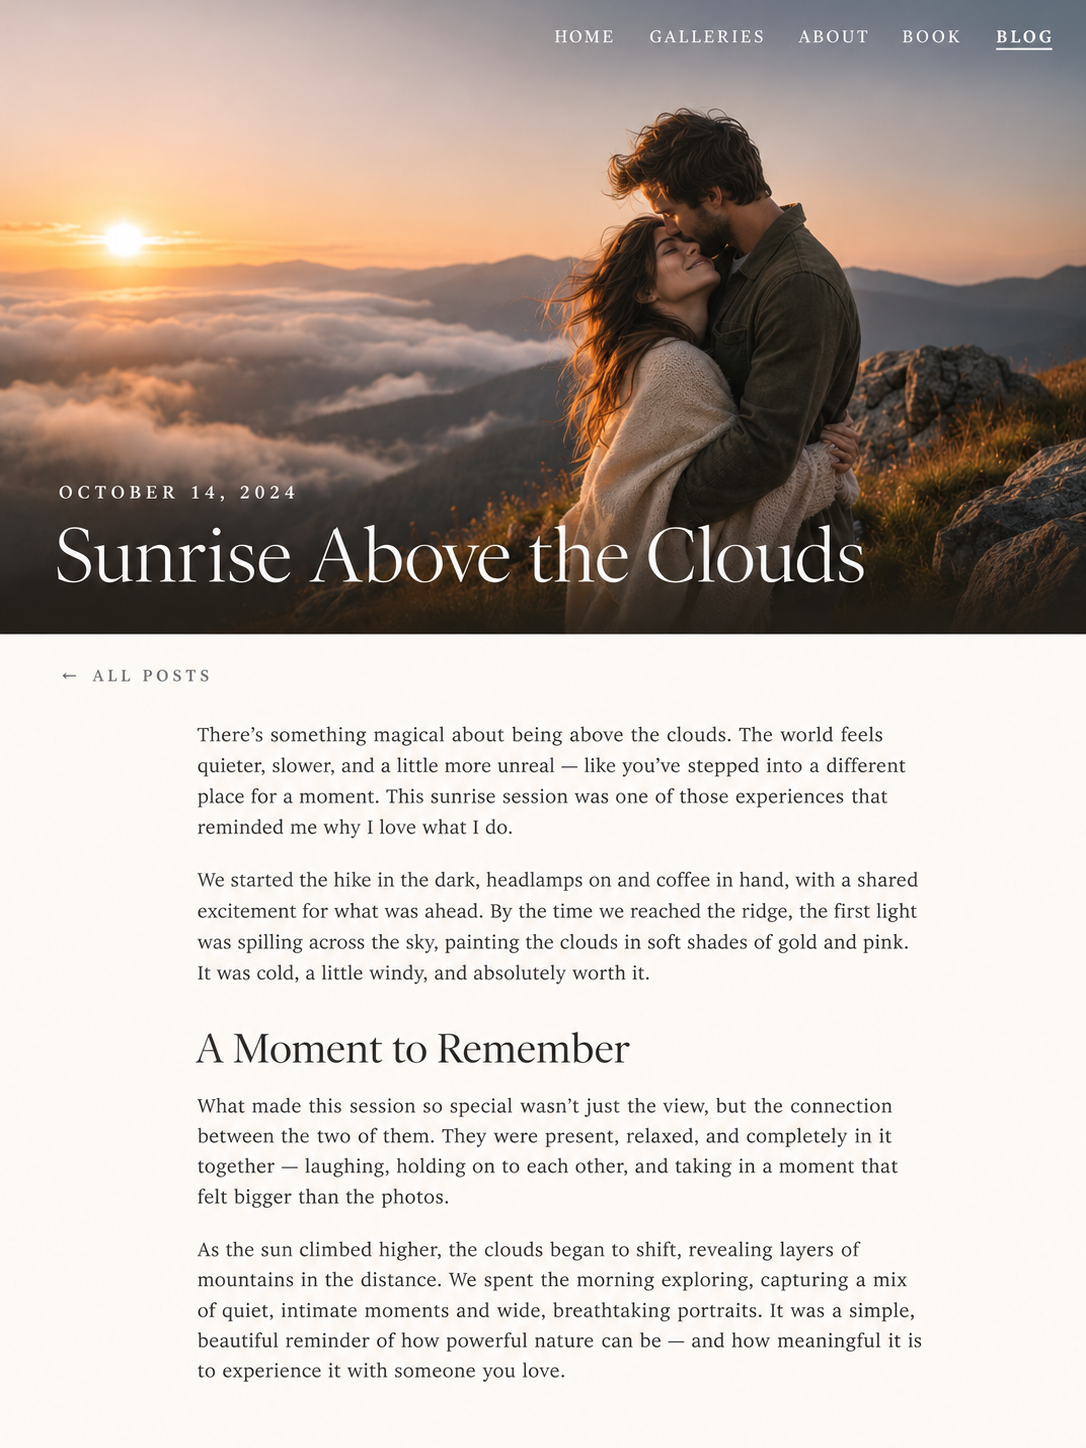 HOME GALLERIES ABOUT BOOK BLOG
OCTOBER 14, 2024
Sunrise Above the Clouds
← ALL POSTS
There’s something magical about being above the clouds. The world feels
quieter, slower, and a little more unreal — like you’ve stepped into a different
place for a moment. This sunrise session was one of those experiences that
reminded me why I love what I do.
We started the hike in the dark, headlamps on and coffee in hand, with a shared
excitement for what was ahead. By the time we reached the ridge, the first light
was spilling across the sky, painting the clouds in soft shades of gold and pink.
It was cold, a little windy, and absolutely worth it.
A Moment to Remember
What made this session so special wasn’t just the view, but the connection
between the two of them. They were present, relaxed, and completely in it
together — laughing, holding on to each other, and taking in a moment that
felt bigger than the photos.
As the sun climbed higher, the clouds began to shift, revealing layers of
mountains in the distance. We spent the morning exploring, capturing a mix
of quiet, intimate moments and wide, breathtaking portraits. It was a simple,
beautiful reminder of how powerful nature can be — and how meaningful it is
to experience it with someone you love.